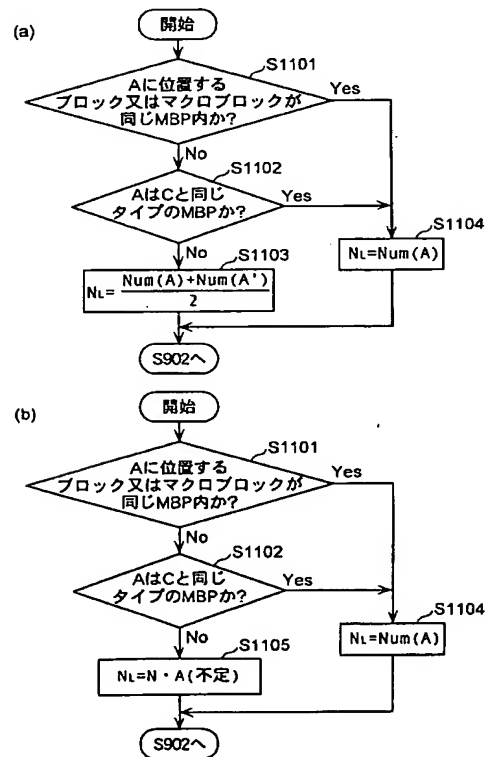 (a)
開始
S1101
Aに位置する
ブロック又はマクロブロックが
同じMBP内か?
Yes
No
S1102
AはCと同じ
タイプのMBPか?
Yes
No
S1103
NL=Num(A)+Num(A')
2
S1104
NL=Num(A)
S902へ
(b)
開始
S1101
Aに位置する
ブロック又はマクロブロックが
同じMBP内か?
Yes
No
S1102
AはCと同じ
タイプのMBPか?
Yes
No
S1105
NL=N・A(不定)
S1104
NL=Num(A)
S902へ